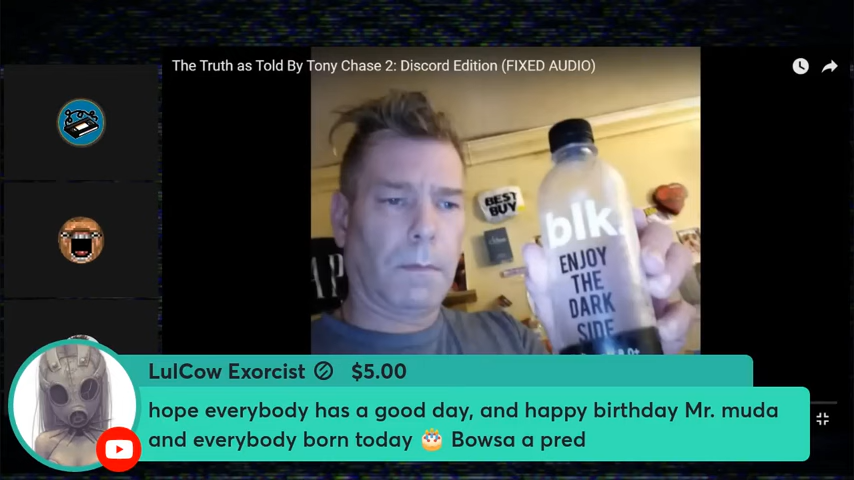 The Truth as Told By Tony Chase 2: Discord Edition (FIXED AUDIO)
BEST
BUY
blk.
ENJOY
THE
DARK
SIDE
LulCow Exorcist $5.00
hope everybody has a good day, and happy birthday Mr. muda
and everybody born today 🎂 Bowsa a pred